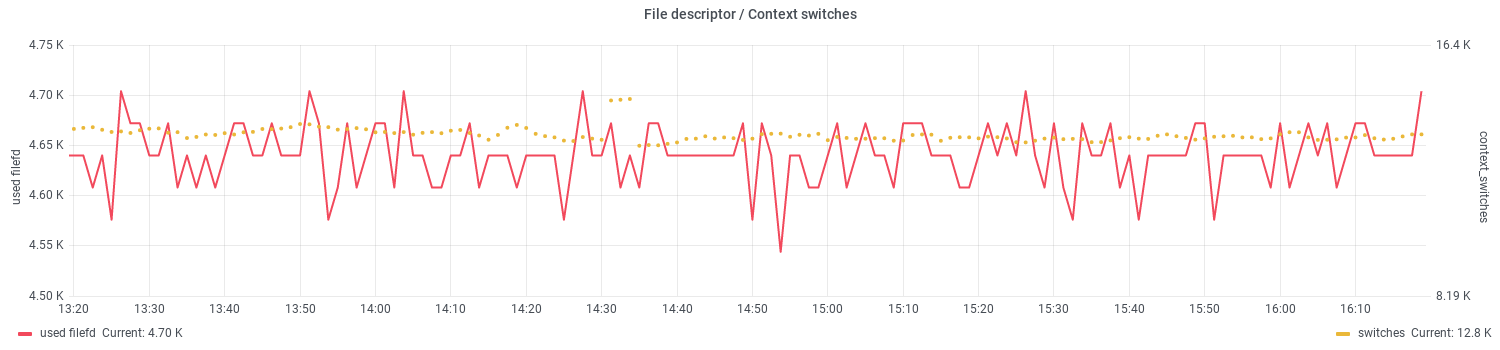 File descriptor / Context switches
4.75 K
4.70 K
4.65 K
4.60 K
4.55 K
4.50 K
used filefd
16.4 K
8.19 K
context_switches
13:20 13:30 13:40 13:50 14:00 14:10 14:20 14:30 14:40 14:50 15:00 15:10 15:20 15:30 15:40 15:50 16:00 16:10
used filefd Current: 4.70 K
switches Current: 12.8 K